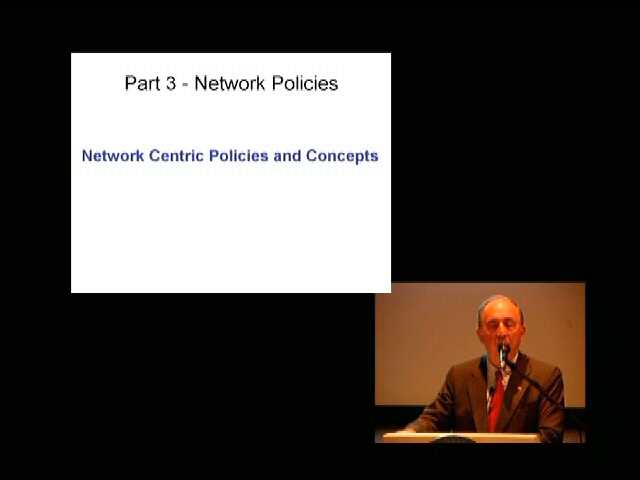 Part 3 - Network Policies
Network Centric Policies and Concepts